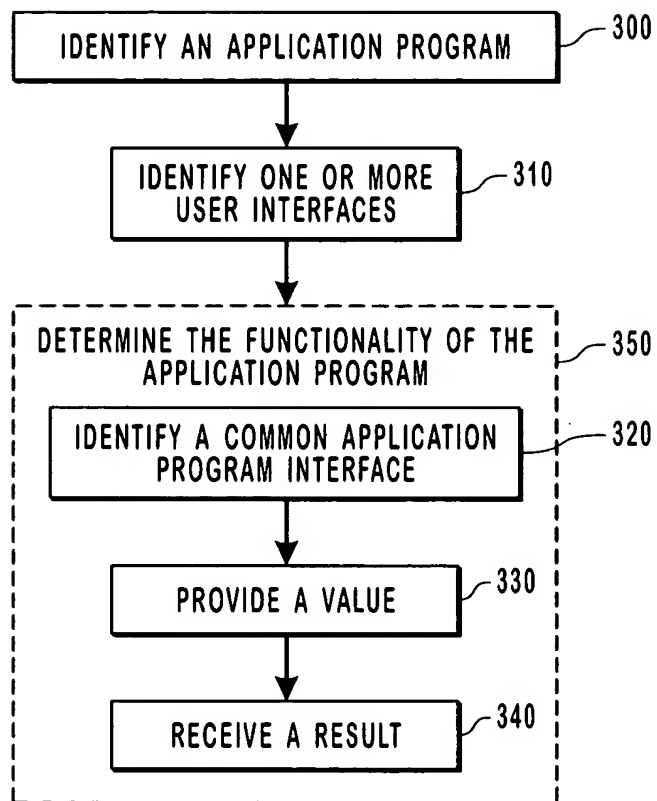 IDENTIFY AN APPLICATION PROGRAM
300
IDENTIFY ONE OR MORE
USER INTERFACES
310
DETERMINE THE FUNCTIONALITY OF THE
APPLICATION PROGRAM
350
IDENTIFY A COMMON APPLICATION
PROGRAM INTERFACE
320
PROVIDE A VALUE
330
RECEIVE A RESULT
340